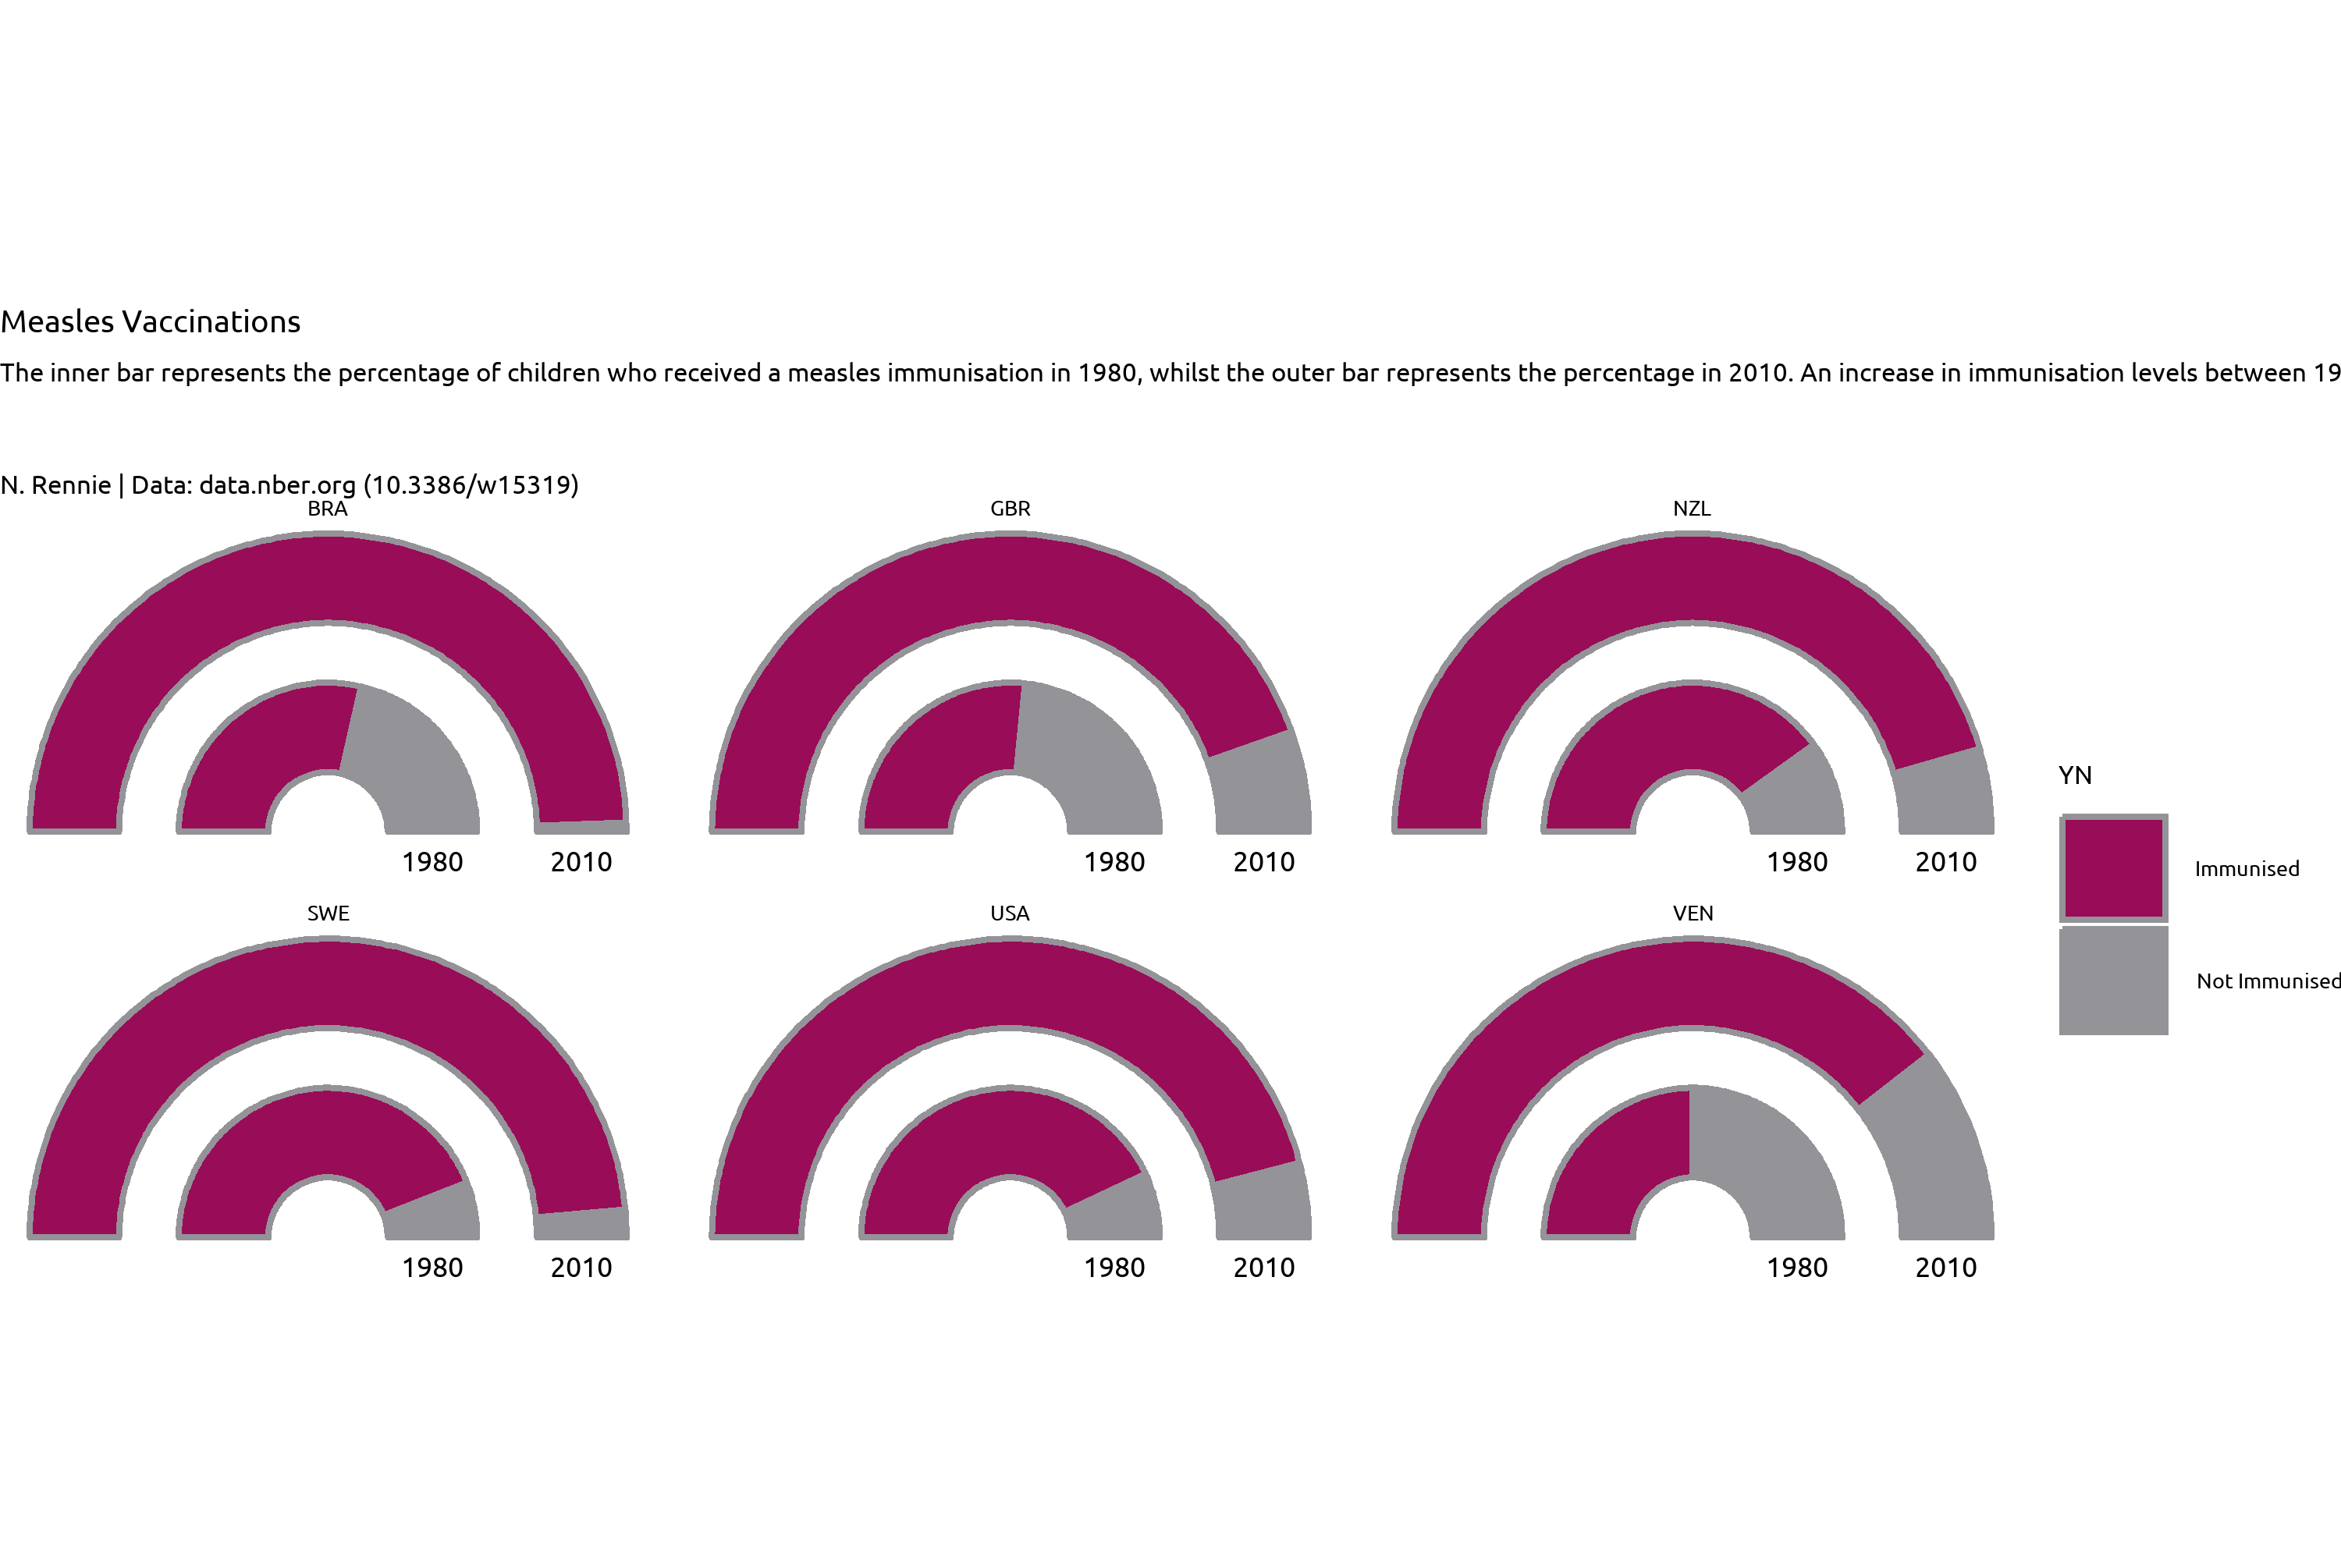 Measles Vaccinations
The inner bar represents the percentage of children who received a measles immunisation in 1980, whilst the outer bar represents the percentage in 2010. An increase in immunisation levels between 19
N. Rennie | Data: data.nber.org (10.3386/w15319)
BRA
GBR
NZL
1980 2010
1980 2010
1980 2010
SWE
USA
VEN
1980 2010
1980 2010
1980 2010
YN
Immunised
Not Immunised